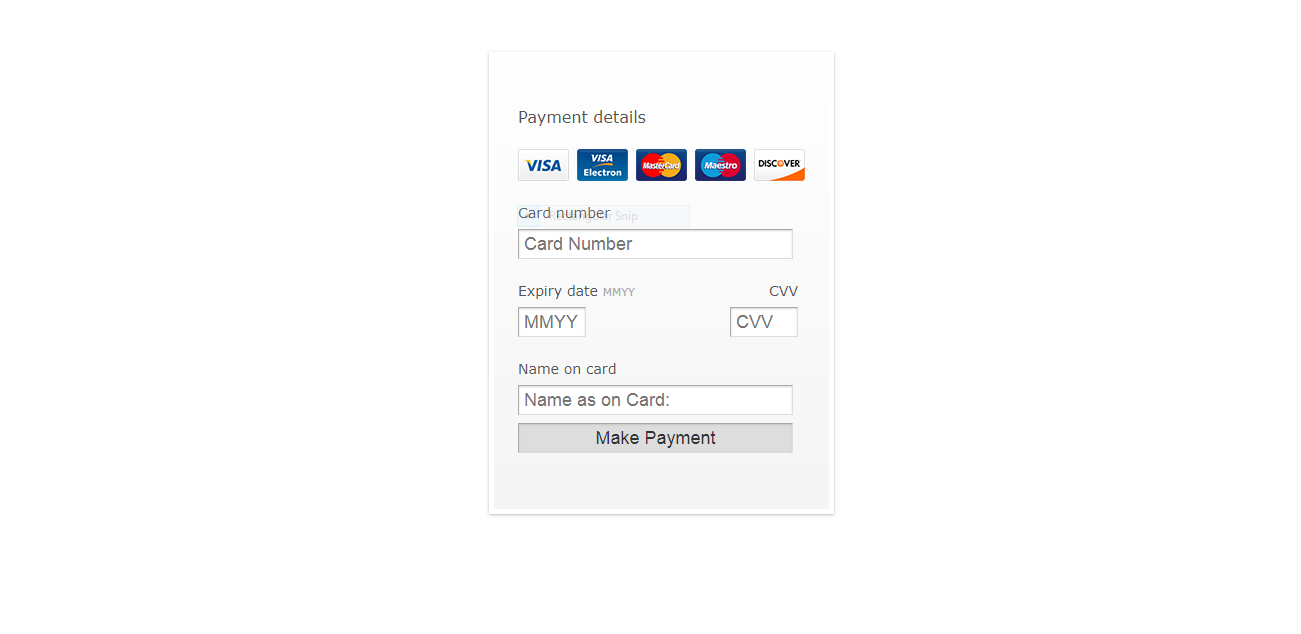 Payment details
VISA VISA Electron MasterCard Maestro DISCOVER
Card number
Snip
Card Number
Expiry date MMYY CVV
MMYY CVV
Name on card
Name as on Card:
Make Payment